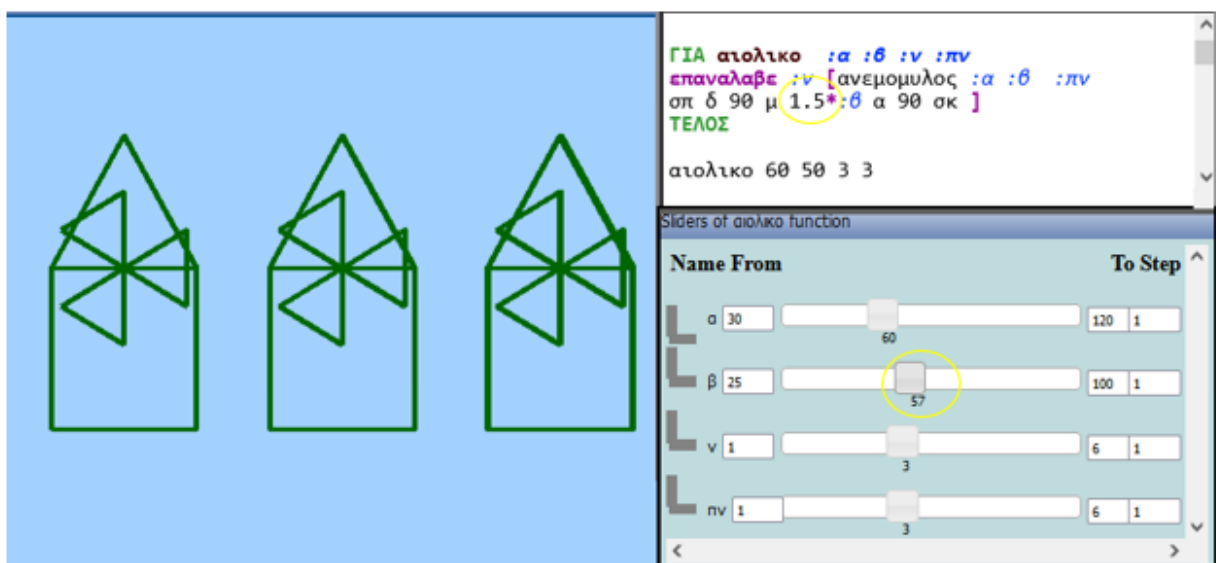 ΓΙΑ αιολικο :α :β :ν :πν
επαναλαβε :ν [ανεμομυλος :α :β :πν
σπ δ 90 μ 1.5*:β α 90 σκ ]
ΤΕΛΟΣ
αιολικο 60 50 3 3
Sliders of αιολικο function
Name From To Step
α 30 60 120 1
β 25 57 100 1
ν 1 3 6 1
πν 1 3 6 1